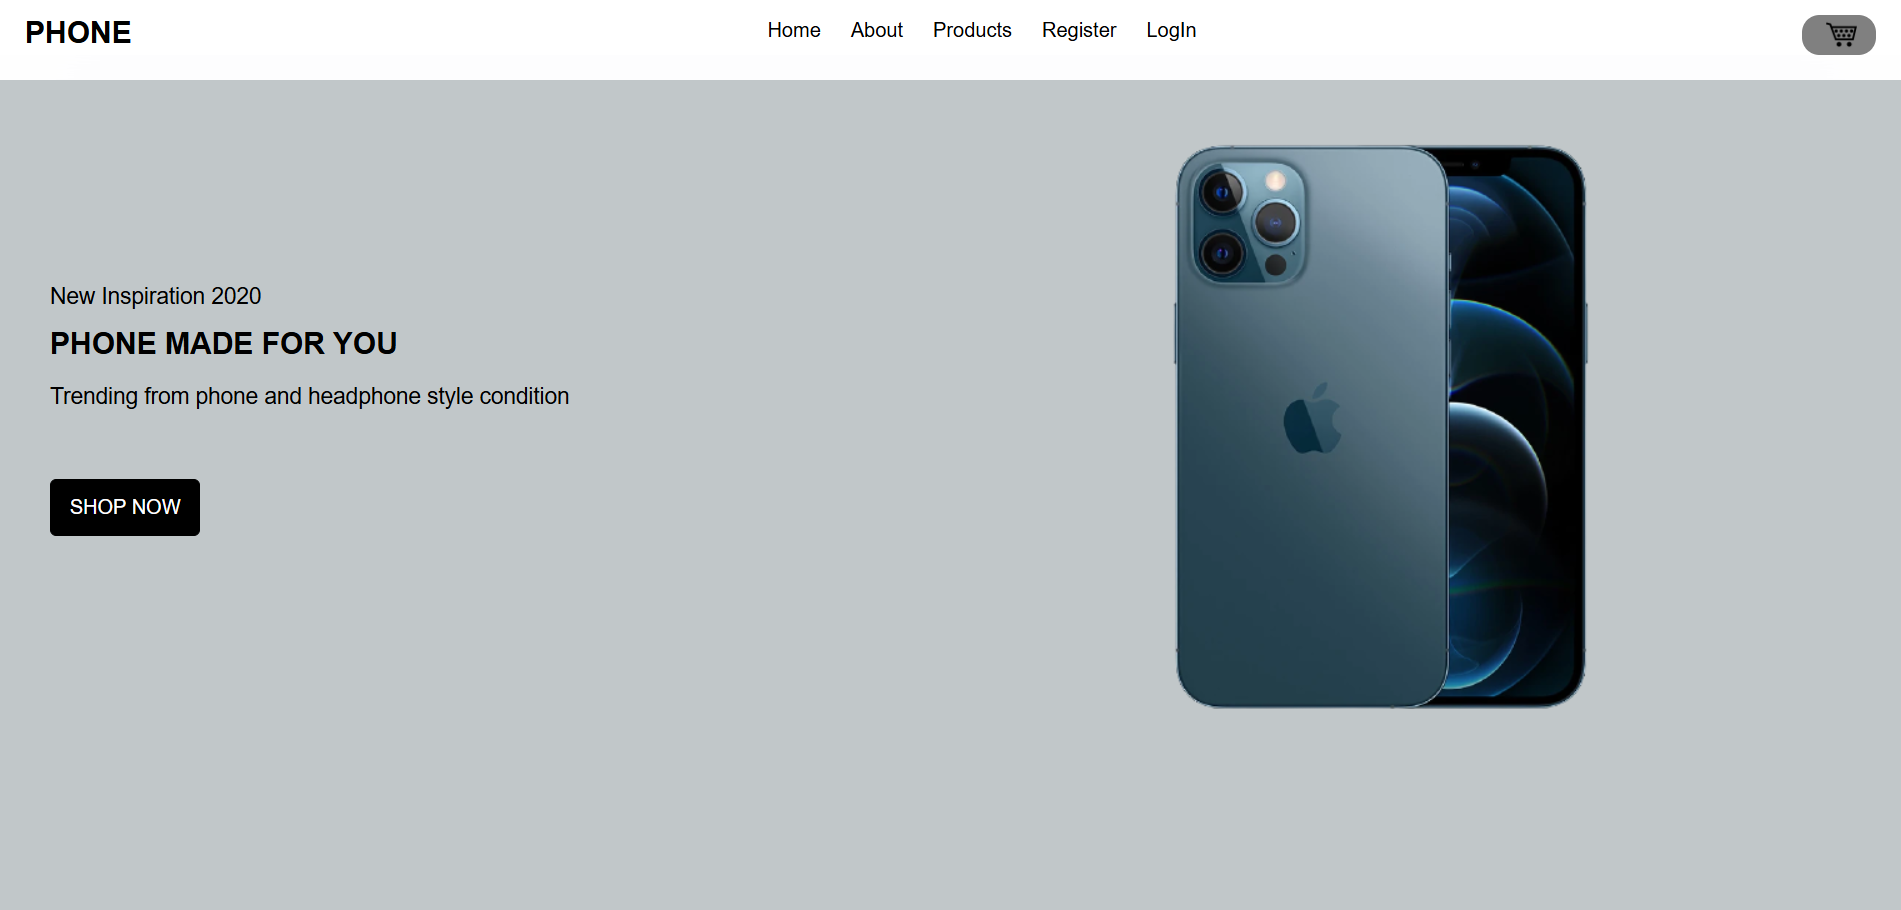 PHONE
Home About Products Register LogIn
New Inspiration 2020
PHONE MADE FOR YOU
Trending from phone and headphone style condition
SHOP NOW